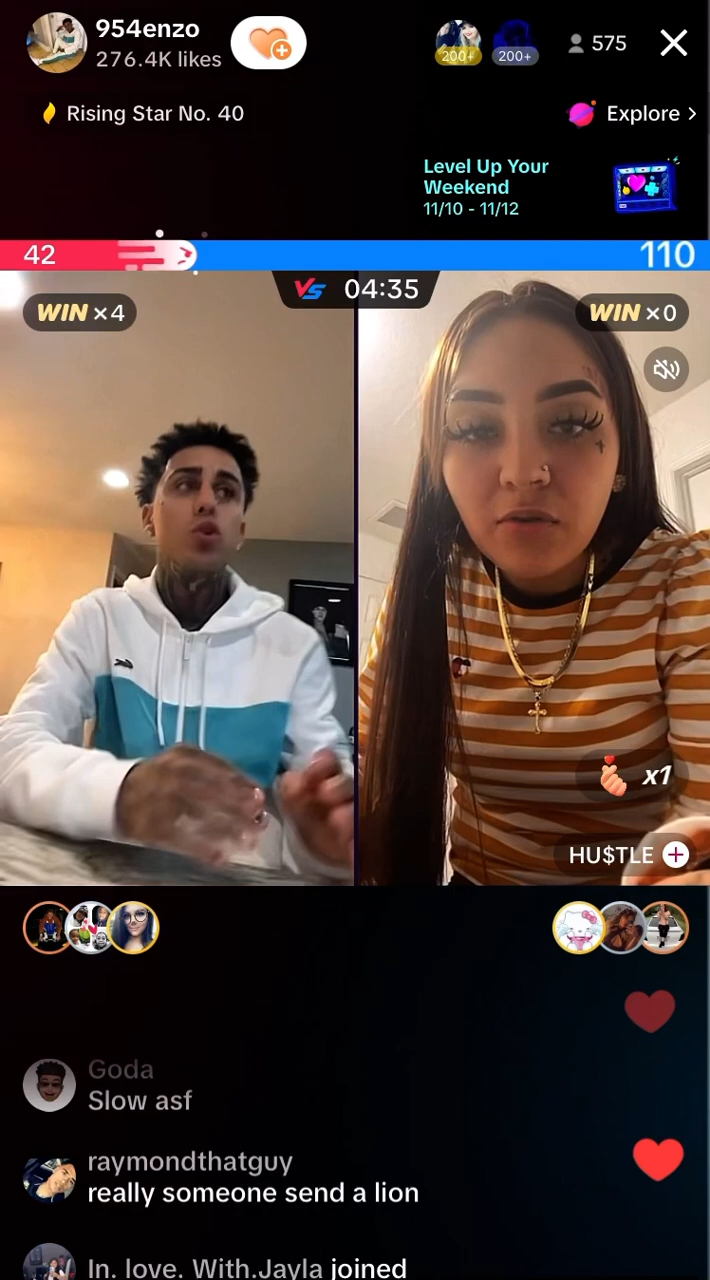 954enzo
276.4K likes
200+
200+
575
Rising Star No. 40
Explore >
Level Up Your
Weekend
11/10 - 11/12
42
110
VS 04:35
WIN ×4
WIN ×0
x1
HU$TLE
Goda
Slow asf
raymondthatguy
really someone send a lion
In. love. With.Jayla joined